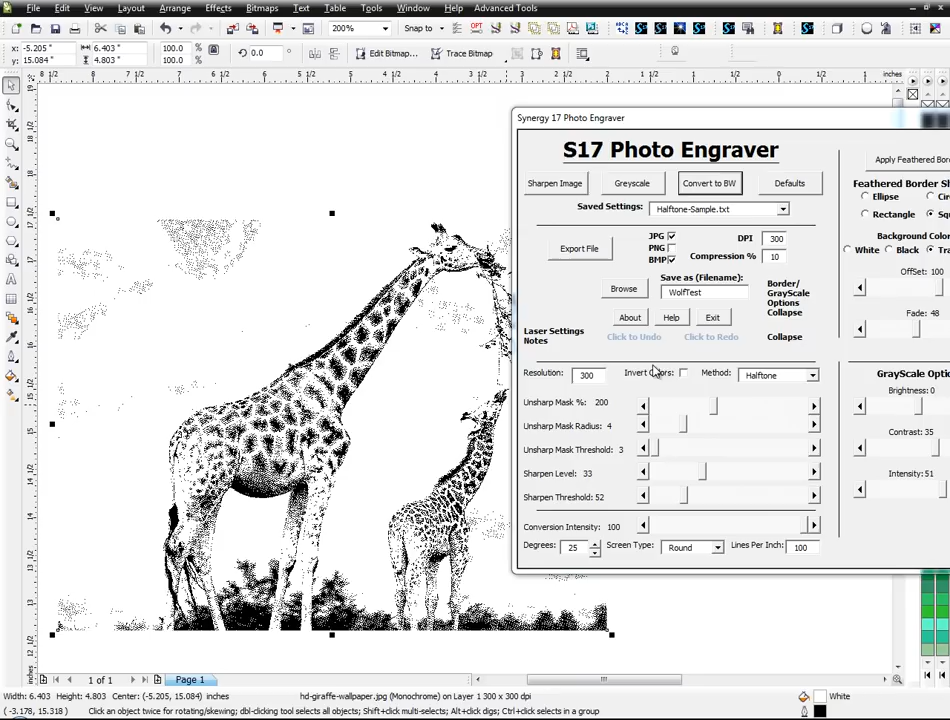 File Edit View Layout Arrange Effects Bitmaps Text Table Tools Window Help Advanced Tools
200% Snap to
x: -5.205 " 6.403 " 100.0 %
y: 15.084 " 4.803 " 100.0 % 0.0 Edit Bitmap... Trace Bitmap
inches
Synergy 17 Photo Engraver
S17 Photo Engraver
Sharpen Image Greyscale Convert to BW Defaults
Saved Settings: Halftone-Sample.txt
Export File
JPG
PNG
BMP
DPI 300
Compression % 10
Save as (Filename):
Browse WolfTest
Border/
GrayScale
Options
Collapse
About Help Exit
Laser Settings
Notes
Click to Undo Click to Redo Collapse
Resolution: 300 Invert Colors: Method: Halftone
Unsharp Mask %: 200
Unsharp Mask Radius: 4
Unsharp Mask Threshold: 3
Sharpen Level: 33
Sharpen Threshold: 52
Conversion Intensity: 100
Degrees: 25 Screen Type: Round Lines Per Inch: 100
Apply Feathered Bor
Feathered Border Sh
Ellipse Cir
Rectangle Squ
Background Color
White Black Tra
Offset: 100
Fade: 48
GrayScale Optio
Brightness: 0
Contrast: 35
Intensity: 51
1 of 1 Page 1
Width: 6.403 Height: 4.803 Center: (-5.205, 15.084) inches hd-giraffe-wallpaper.jpg (Monochrome) on Layer 1 300 x 300 dpi White
( -3.178, 15.318 ) Click an object twice for rotating/skewing; dbl-clicking tool selects all objects; Shift+click multi-selects; Alt+click digs; Ctrl+click selects in a group